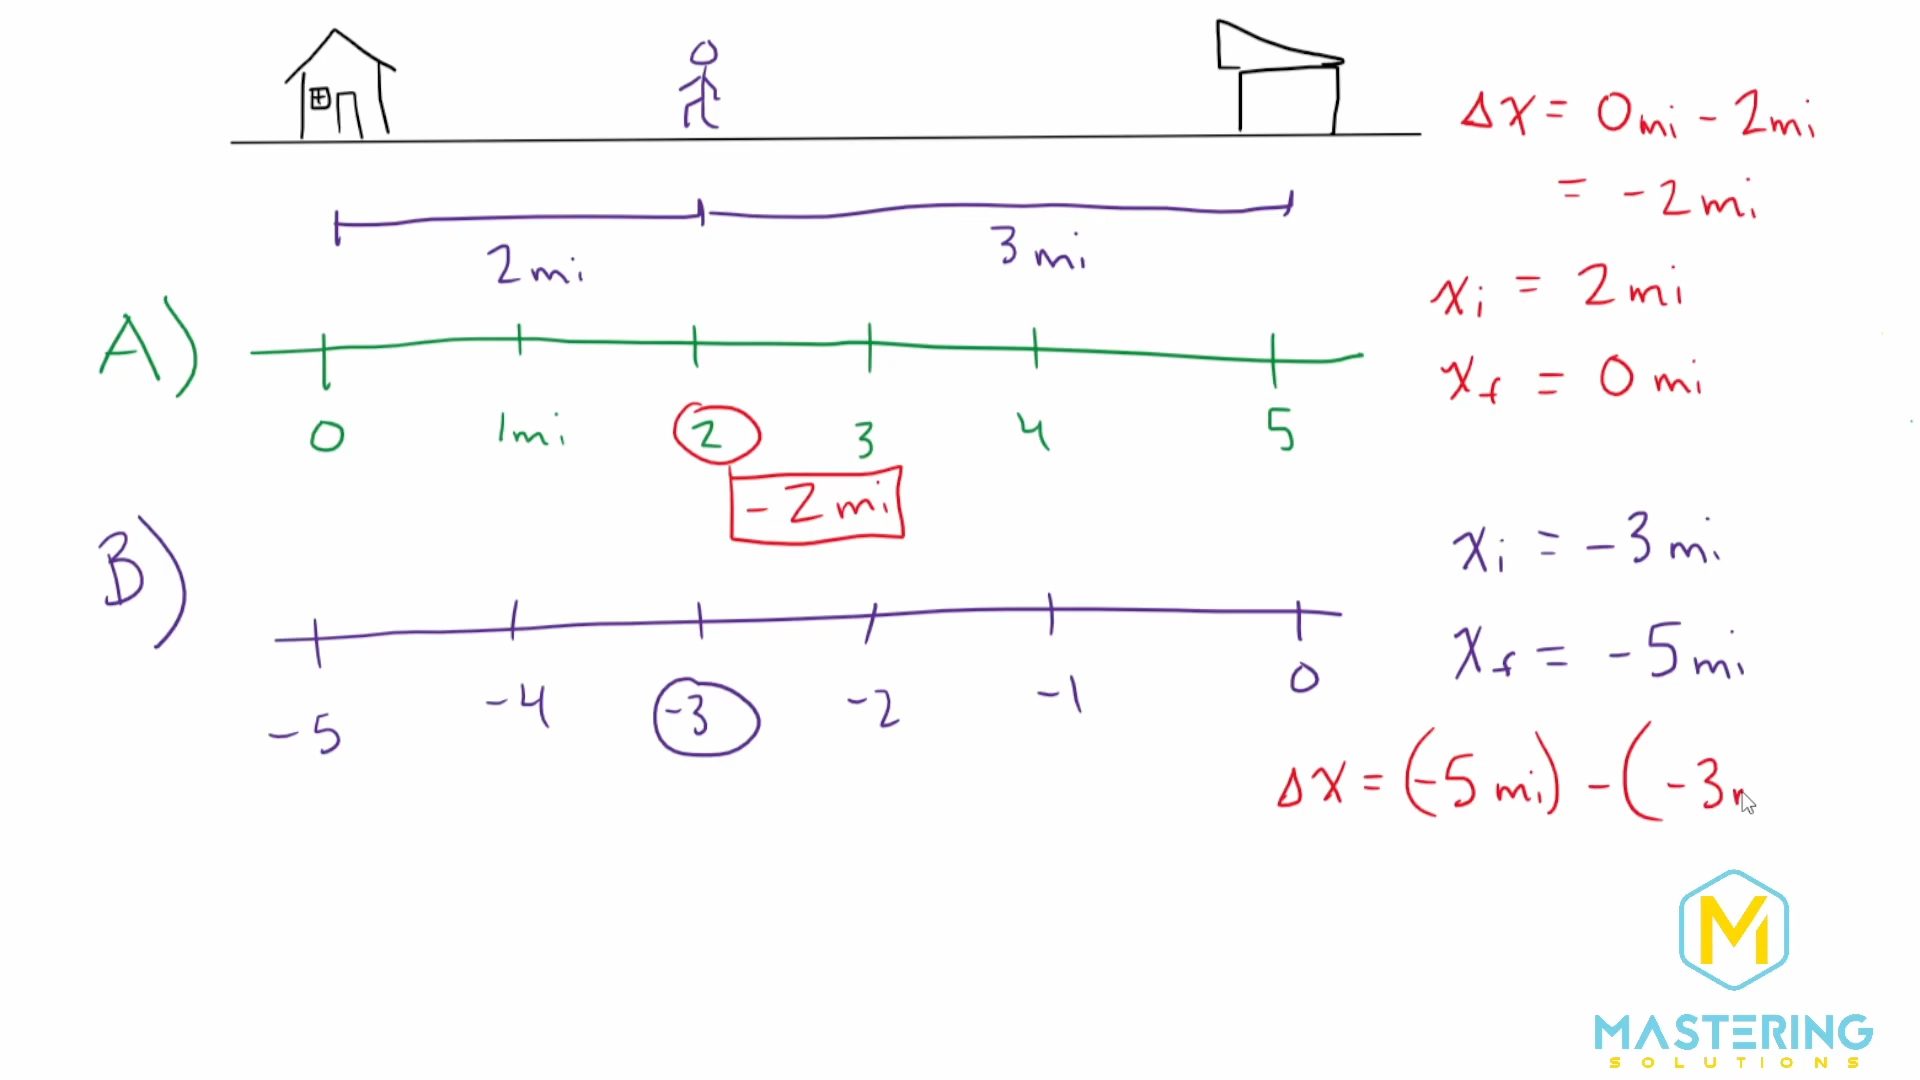 Δx = 0mi - 2mi
= -2mi
2mi 3mi
xi = 2mi
xf = 0mi
A)
0 1mi 2 3 4 5
-2mi
B)
xi = -3mi
xf = -5mi
-5 -4 -3 -2 -1 0
Δx = (-5mi) - (-3
MASTERING
SOLUTIONS